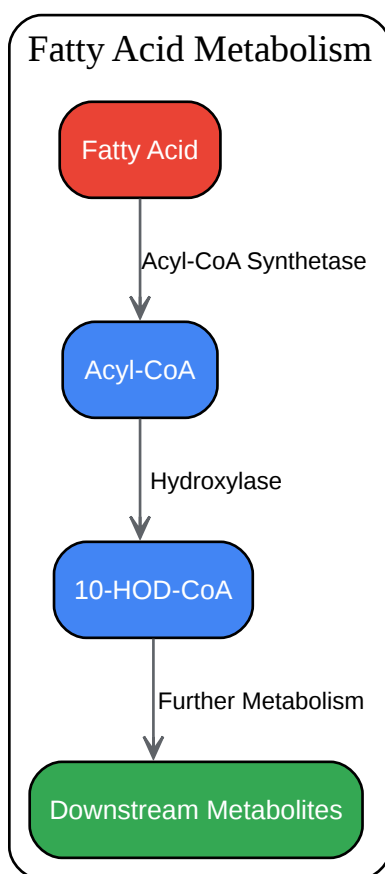 Fatty Acid Metabolism
Fatty Acid
Acyl-CoA Synthetase
Acyl-CoA
Hydroxylase
10-HOD-CoA
Further Metabolism
Downstream Metabolites